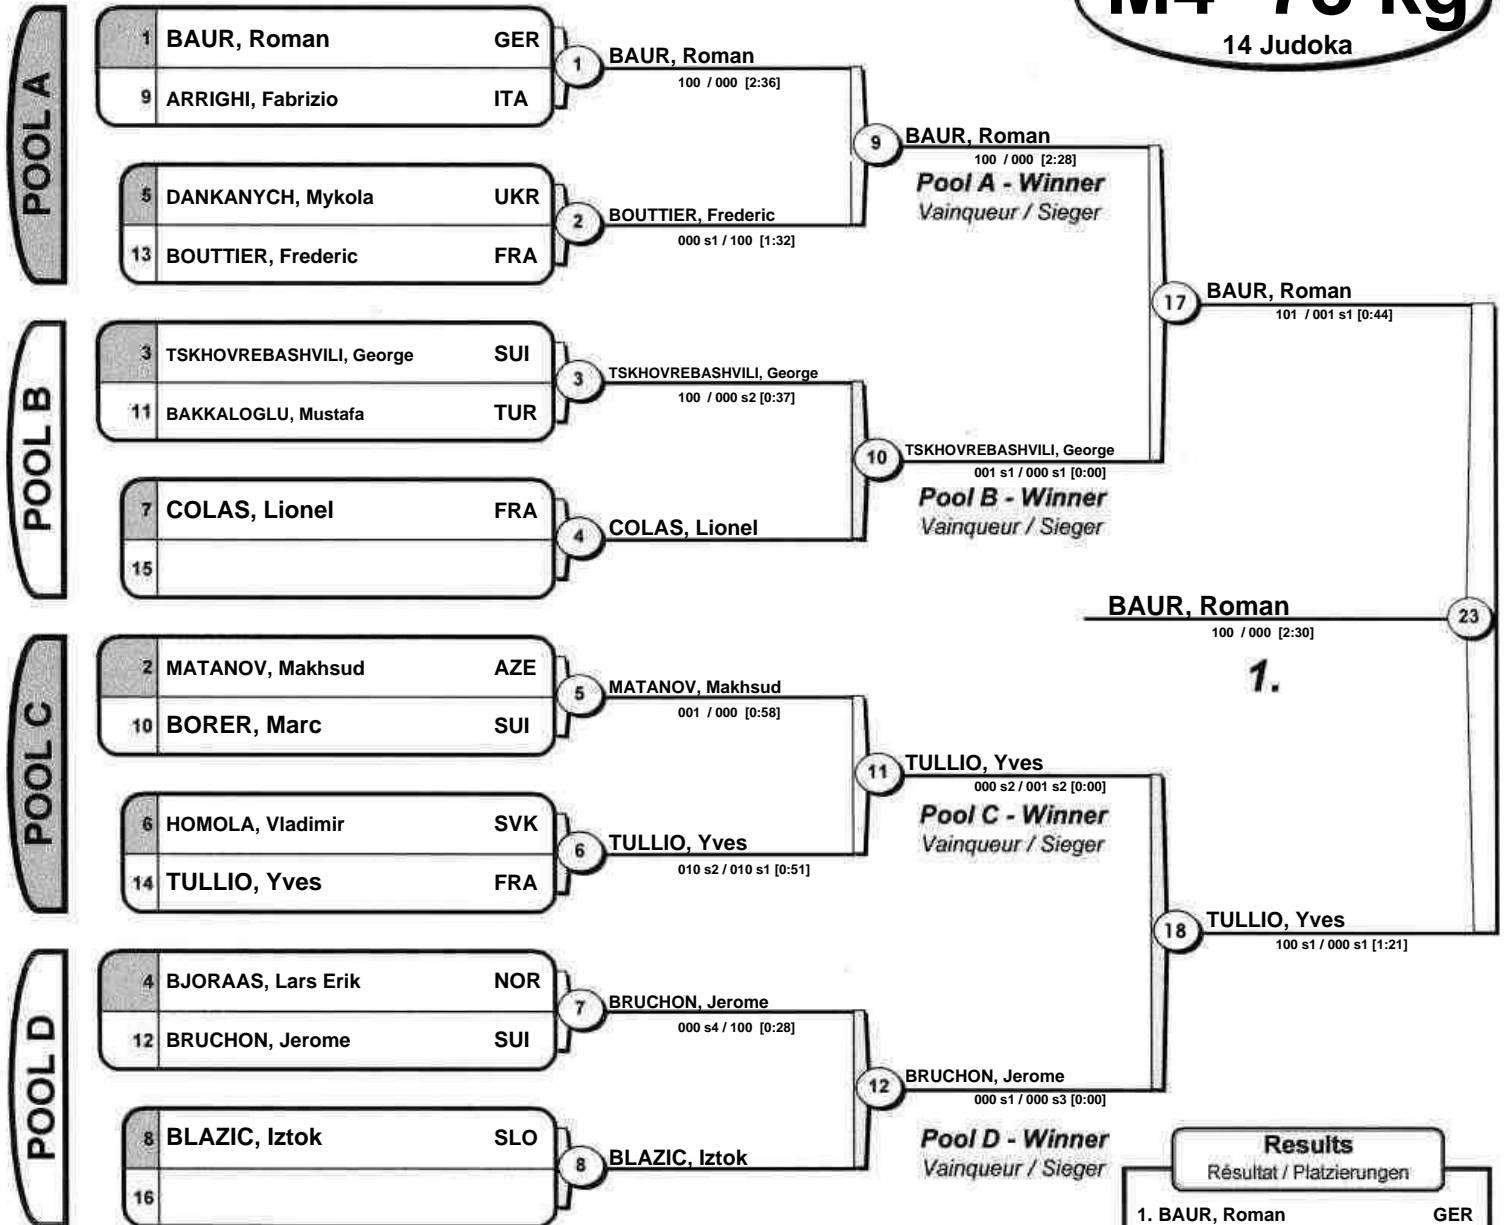 M4 -73 kg
14 Judoka
POOL A
1 BAUR, Roman GER
9 ARRIGHI, Fabrizio ITA
1
BAUR, Roman
100 / 000 [2:36]
5 DANKANYCH, Mykola UKR
13 BOUTTIER, Frederic FRA
2
BOUTTIER, Frederic
000 s1 / 100 [1:32]
9
BAUR, Roman
100 / 000 [2:28]
Pool A - Winner
Vainqueur / Sieger
POOL B
3 TSKHOVREBASHVILI, George SUI
11 BAKKALOGLU, Mustafa TUR
3
TSKHOVREBASHVILI, George
100 / 000 s2 [0:37]
7 COLAS, Lionel FRA
15
4
COLAS, Lionel
10
TSKHOVREBASHVILI, George
001 s1 / 000 s1 [0:00]
Pool B - Winner
Vainqueur / Sieger
17
BAUR, Roman
101 / 001 s1 [0:44]
BAUR, Roman
100 / 000 [2:30]
23
1.
POOL C
2 MATANOV, Makhsud AZE
10 BORER, Marc SUI
5
MATANOV, Makhsud
001 / 000 [0:58]
6 HOMOLA, Vladimir SVK
14 TULLIO, Yves FRA
6
TULLIO, Yves
010 s2 / 010 s1 [0:51]
11
TULLIO, Yves
000 s2 / 001 s2 [0:00]
Pool C - Winner
Vainqueur / Sieger
18
TULLIO, Yves
100 s1 / 000 s1 [1:21]
POOL D
4 BJORAAS, Lars Erik NOR
12 BRUCHON, Jerome SUI
7
BRUCHON, Jerome
000 s4 / 100 [0:28]
8 BLAZIC, Iztok SLO
16
8
BLAZIC, Iztok
12
BRUCHON, Jerome
000 s1 / 000 s3 [0:00]
Pool D - Winner
Vainqueur / Sieger
Results
Résultat / Platzierungen
1. BAUR, Roman GER